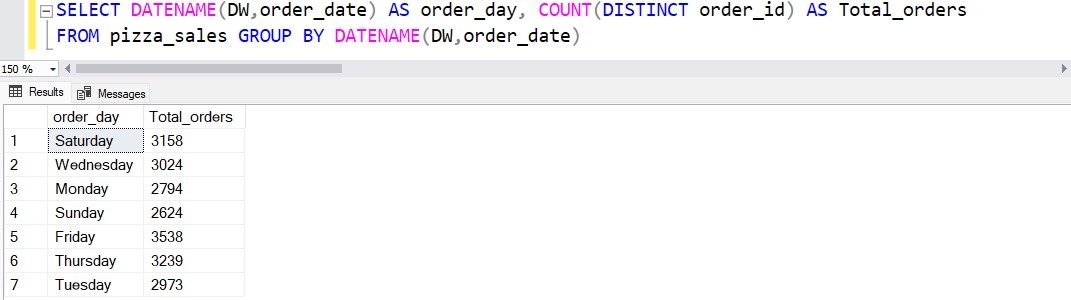 SELECT DATENAME(DW,order_date) AS order_day, COUNT(DISTINCT order_id) AS Total_orders
FROM pizza_sales GROUP BY DATENAME(DW,order_date)
150 %
Results Messages
order_day Total_orders
1 Saturday 3158
2 Wednesday 3024
3 Monday 2794
4 Sunday 2624
5 Friday 3538
6 Thursday 3239
7 Tuesday 2973